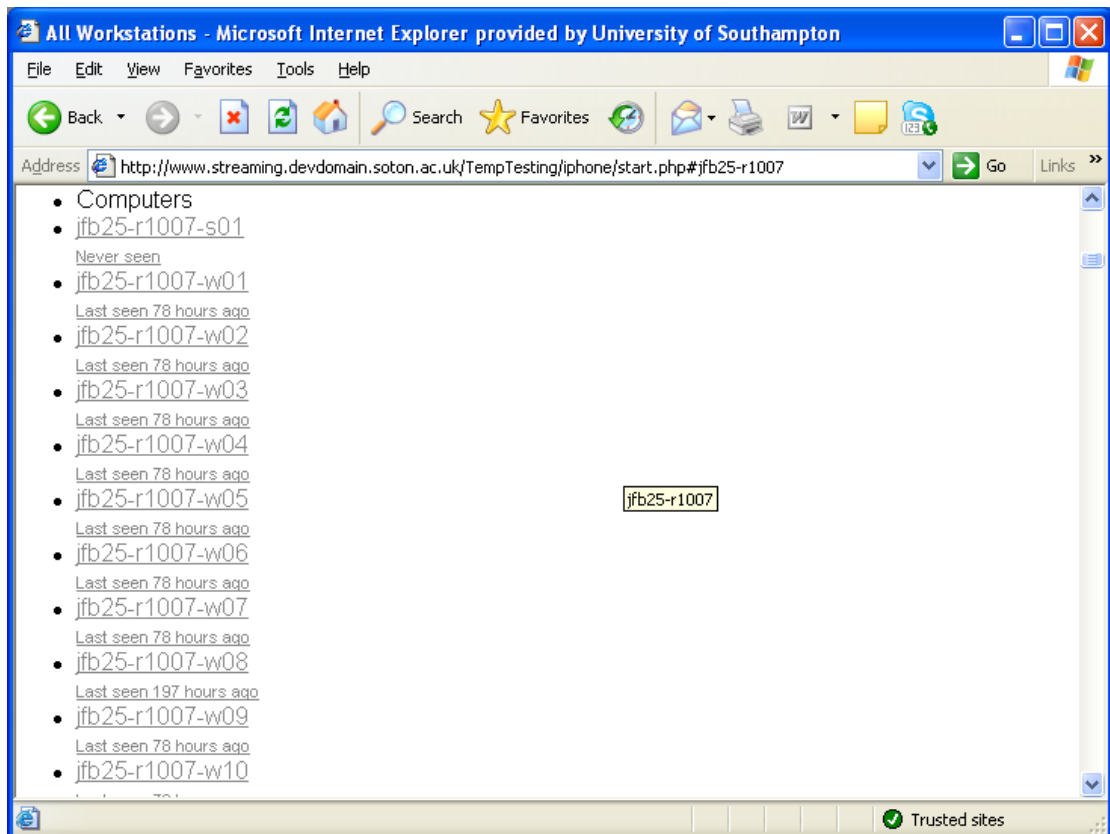 All Workstations - Microsoft Internet Explorer provided by University of Southampton
File Edit View Favorites Tools Help
Back Search Favorites
Address http://www.streaming.devdomain.soton.ac.uk/TempTesting/iphone/start.php#jfb25-r1007 Go Links »
Computers
jfb25-r1007-s01
Never seen
jfb25-r1007-w01
Last seen 78 hours ago
jfb25-r1007-w02
Last seen 78 hours ago
jfb25-r1007-w03
Last seen 78 hours ago
jfb25-r1007-w04
Last seen 78 hours ago
jfb25-r1007-w05
jfb25-r1007
Last seen 78 hours ago
jfb25-r1007-w06
Last seen 78 hours ago
jfb25-r1007-w07
Last seen 78 hours ago
jfb25-r1007-w08
Last seen 197 hours ago
jfb25-r1007-w09
Last seen 78 hours ago
jfb25-r1007-w10
Trusted sites